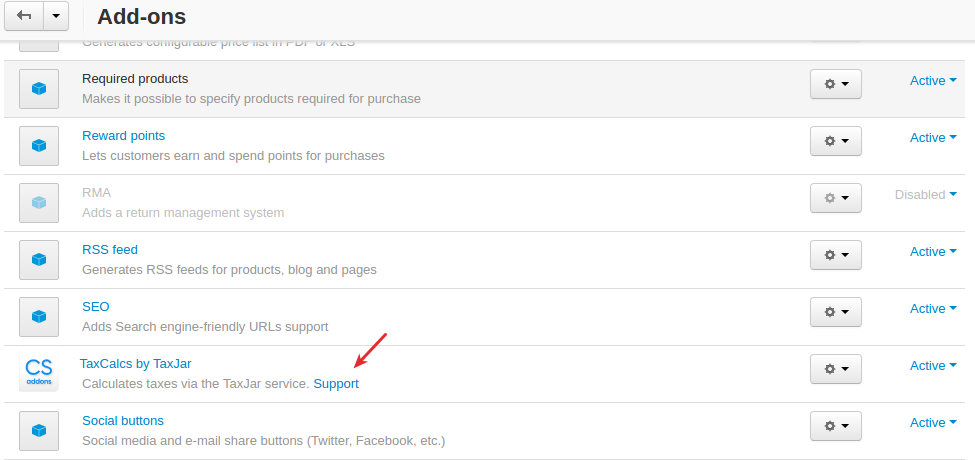 Add-ons
Generates configurable price list in PDF or XLS
Required products
Makes it possible to specify products required for purchase
Active
Reward points
Lets customers earn and spend points for purchases
Active
RMA
Adds a return management system
Disabled
RSS feed
Generates RSS feeds for products, blog and pages
Active
SEO
Adds Search engine-friendly URLs support
Active
CS
addons
TaxCalcs by TaxJar
Calculates taxes via the TaxJar service. Support
Active
Social buttons
Social media and e-mail share buttons (Twitter, Facebook, etc.)
Active